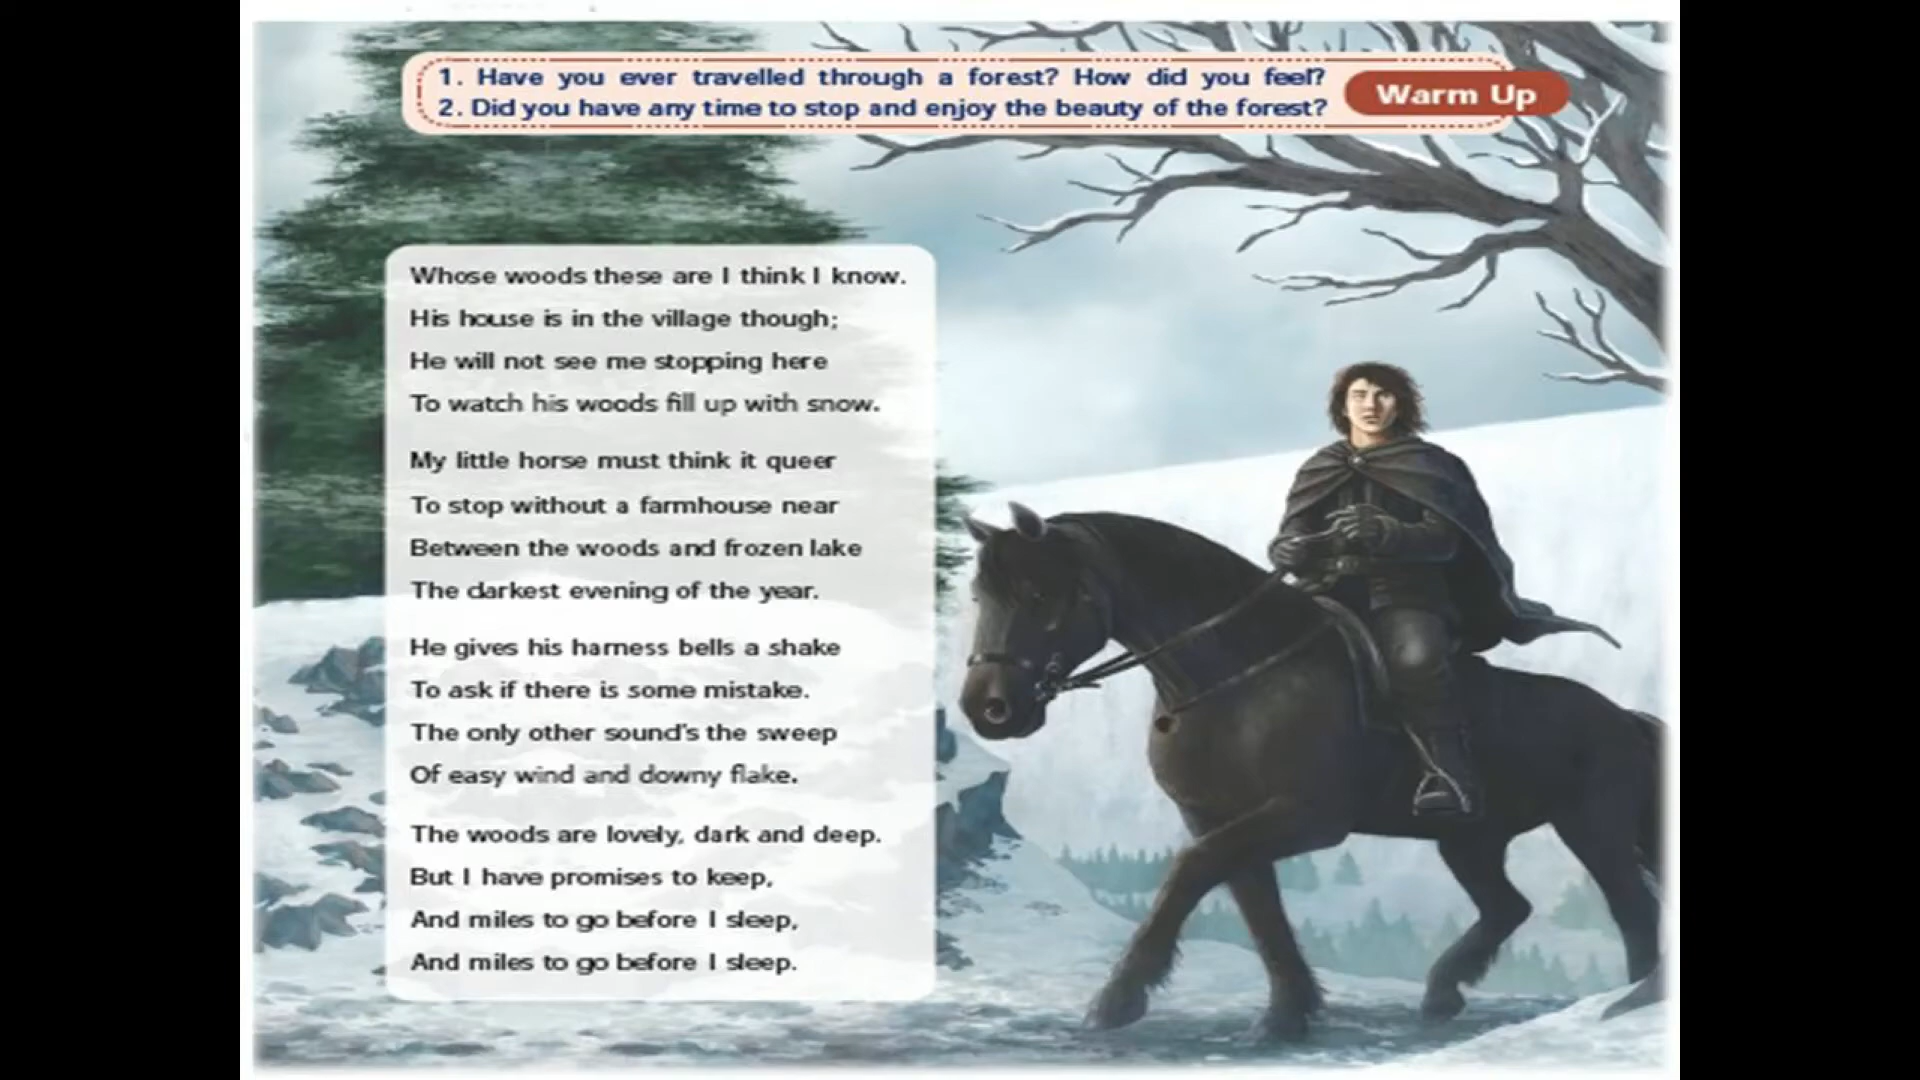 1. Have you ever travelled through a forest? How did you feel?
2. Did you have any time to stop and enjoy the beauty of the forest?
Warm Up
Whose woods these are I think I know.
His house is in the village though;
He will not see me stopping here
To watch his woods fill up with snow.
My little horse must think it queer
To stop without a farmhouse near
Between the woods and frozen lake
The darkest evening of the year.
He gives his harness bells a shake
To ask if there is some mistake.
The only other sound's the sweep
Of easy wind and downy flake.
The woods are lovely, dark and deep.
But I have promises to keep,
And miles to go before I sleep,
And miles to go before I sleep.